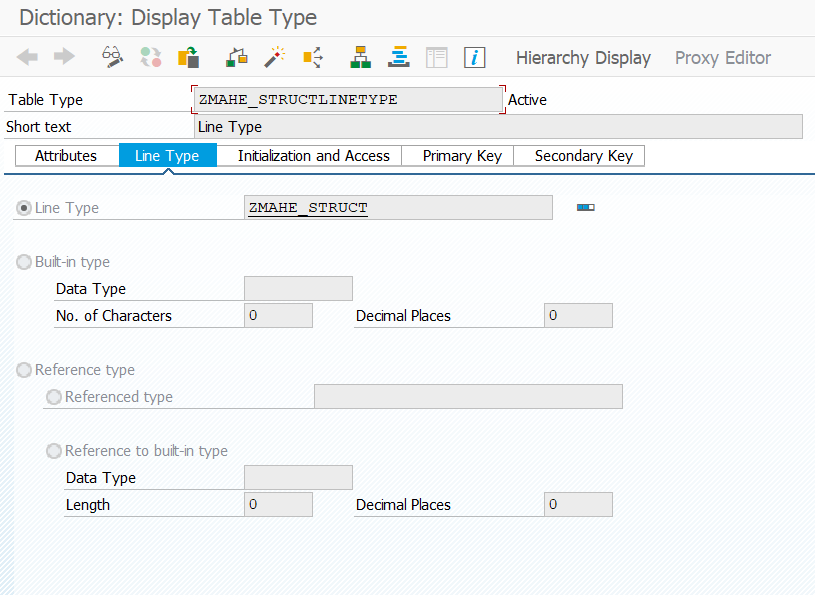 Dictionary: Display Table Type
Hierarchy Display Proxy Editor
Table Type ZMAHE_STRUCTLINETYPE Active
Short text Line Type
Attributes Line Type Initialization and Access Primary Key Secondary Key
Line Type ZMAHE_STRUCT
Built-in type
Data Type
No. of Characters 0 Decimal Places 0
Reference type
Referenced type
Reference to built-in type
Data Type
Length 0 Decimal Places 0